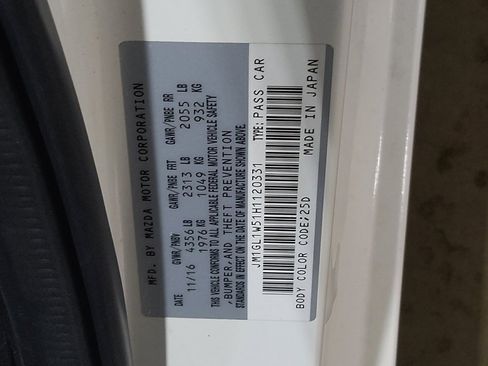 MFD. BY MAZDA MOTOR CORPORATION
DATE GVWR/PNBV GAWR/PNBE FRT GAWR/PNBE RR
11/16 4356 LB 2313 LB 2055 LB
1976 KG 1049 KG 932 KG
THIS VEHICLE CONFORMS TO ALL APPLICABLE FEDERAL MOTOR VEHICLE SAFETY
,BUMPER,AND THEFT PREVENTION
STANDARDS IN EFFECT ON THE DATE OF MANUFACTURE SHOWN ABOVE.
JM1GL1W51H1120331 TYPE: PASS CAR
BODY COLOR CODE;25D MADE IN JAPAN